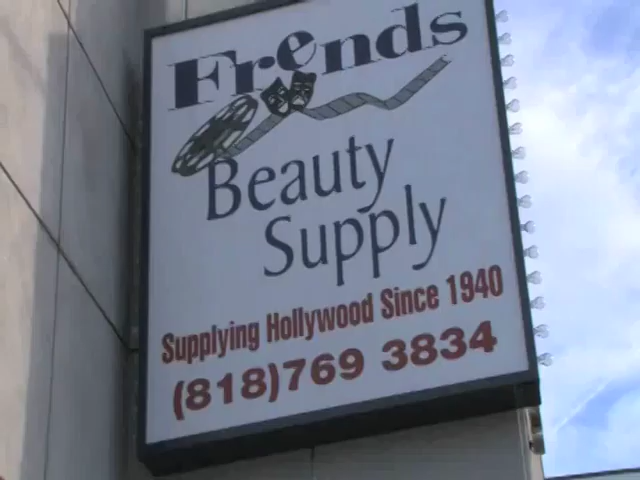 Frends
Beauty
Supply
Supplying Hollywood Since 1940
(818)769 3834